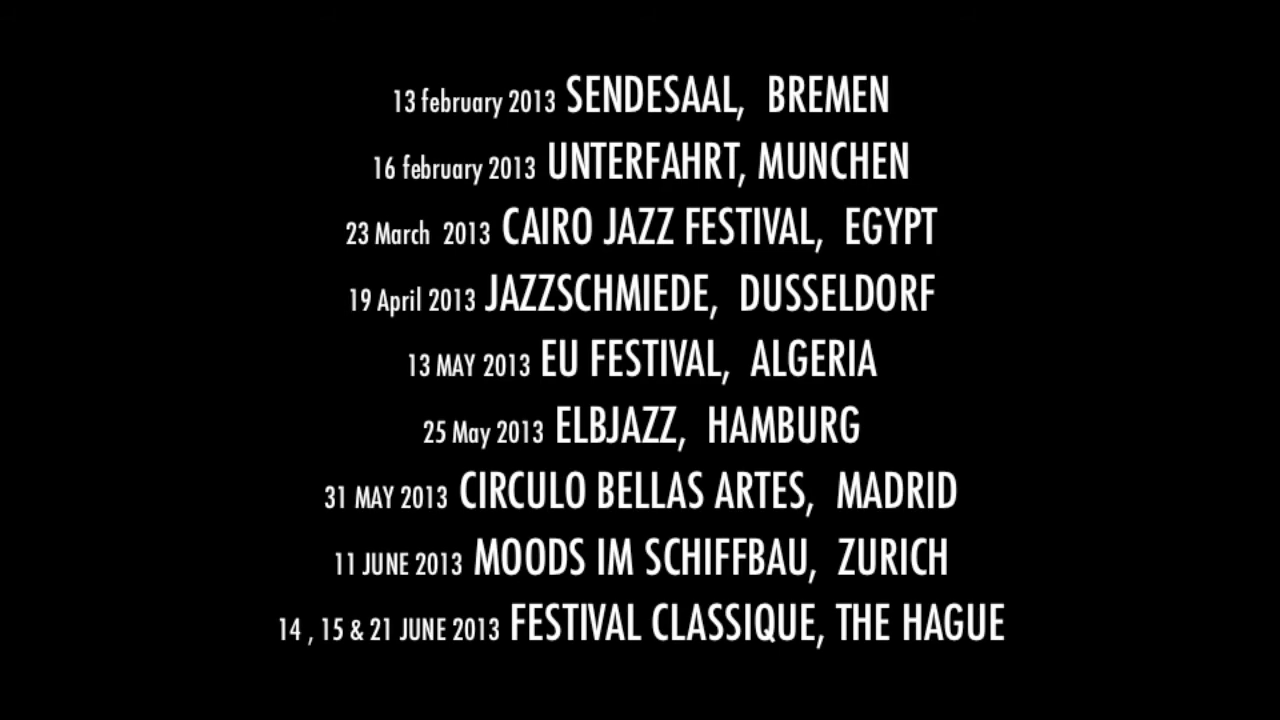 13 february 2013 SENDESAAL, BREMEN
16 february 2013 UNTERFAHRT, MUNCHEN
23 March 2013 CAIRO JAZZ FESTIVAL, EGYPT
19 April 2013 JAZZSCHMIEDE, DUSSELDORF
13 MAY 2013 EU FESTIVAL, ALGERIA
25 May 2013 ELBJAZZ, HAMBURG
31 MAY 2013 CIRCULO BELLAS ARTES, MADRID
11 JUNE 2013 MOODS IM SCHIFFBAU, ZURICH
14 , 15 & 21 JUNE 2013 FESTIVAL CLASSIQUE, THE HAGUE